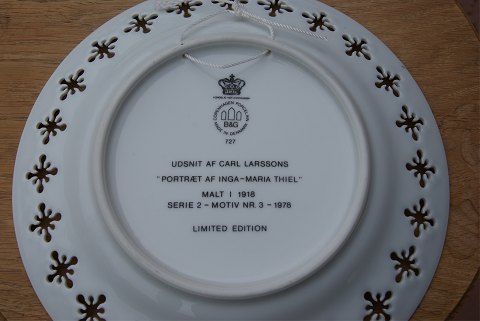 COPENHAGEN PORCELAIN
B&G
MADE IN DENMARK
727
UDSNIT AF CARL LARSSONS
"PORTRÆT AF INGA-MARIA THIEL"
MALT I 1918
SERIE 2 - MOTIV NR. 3 - 1978
LIMITED EDITION